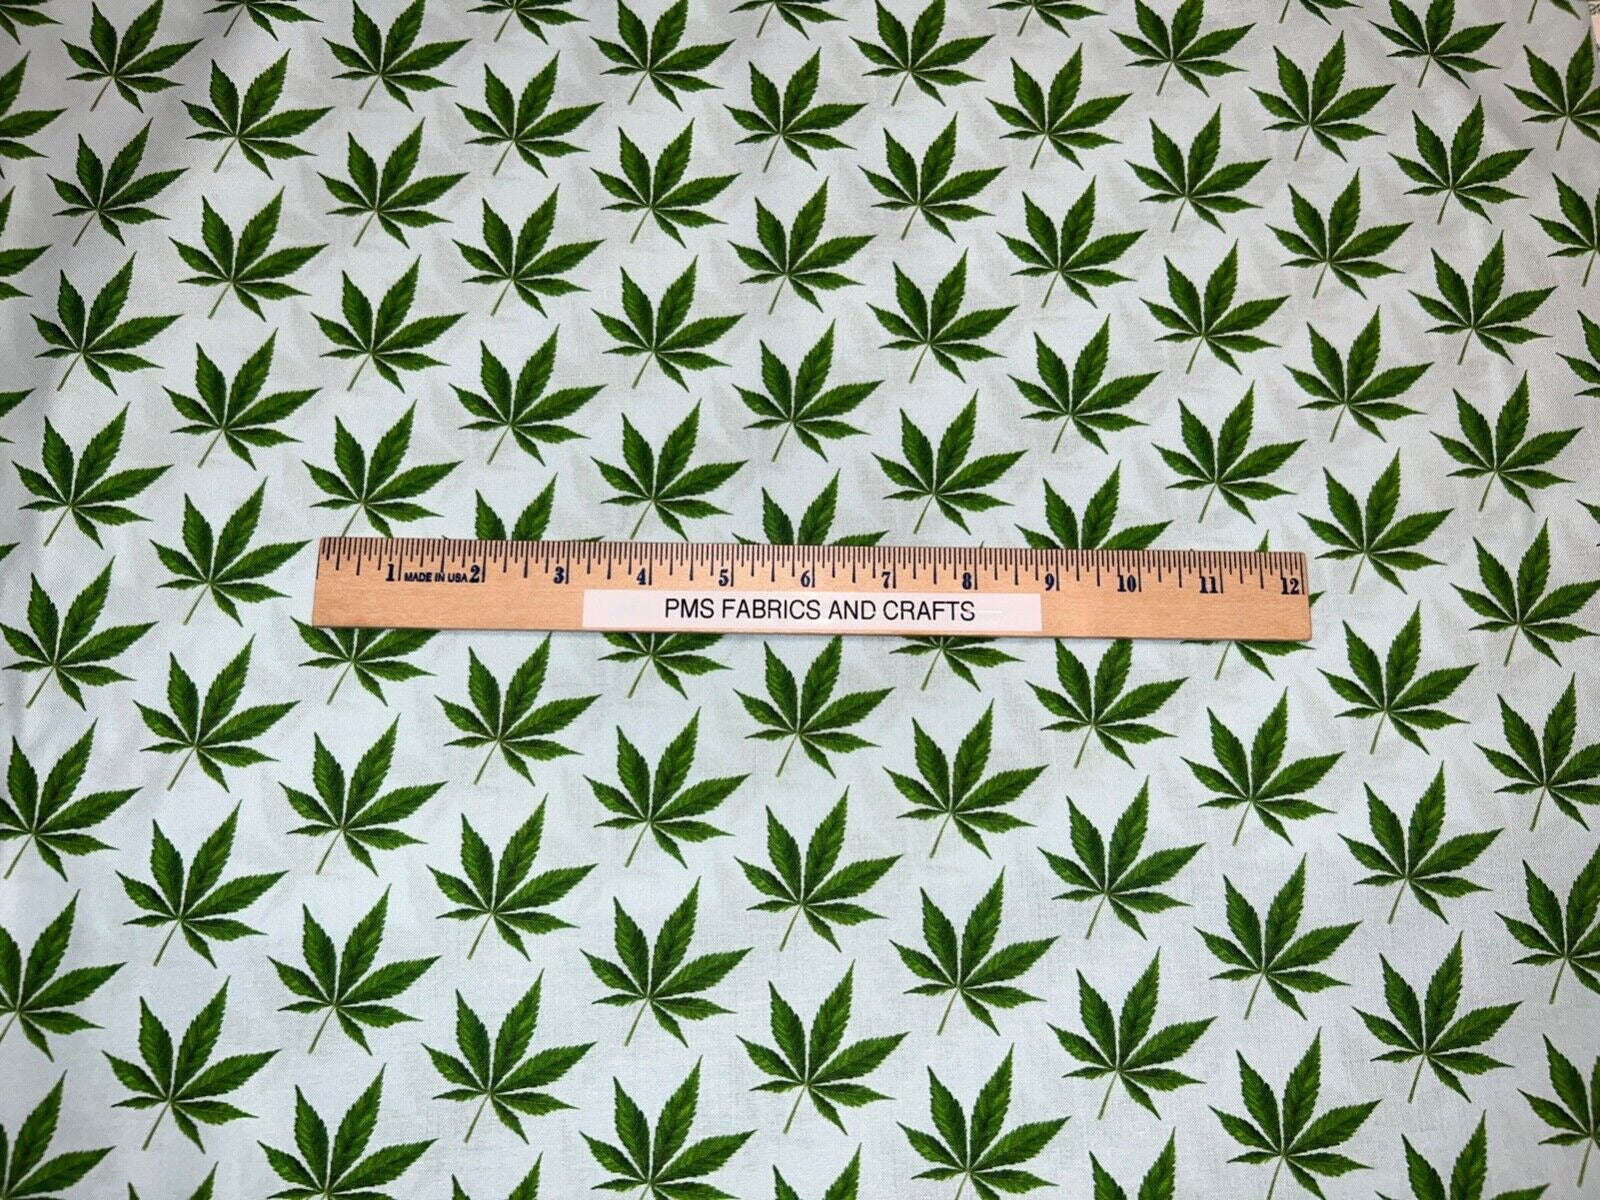 1 MADE IN USA 2 3 4 5 6 7 8 9 10 11 12
PMS FABRICS AND CRAFTS